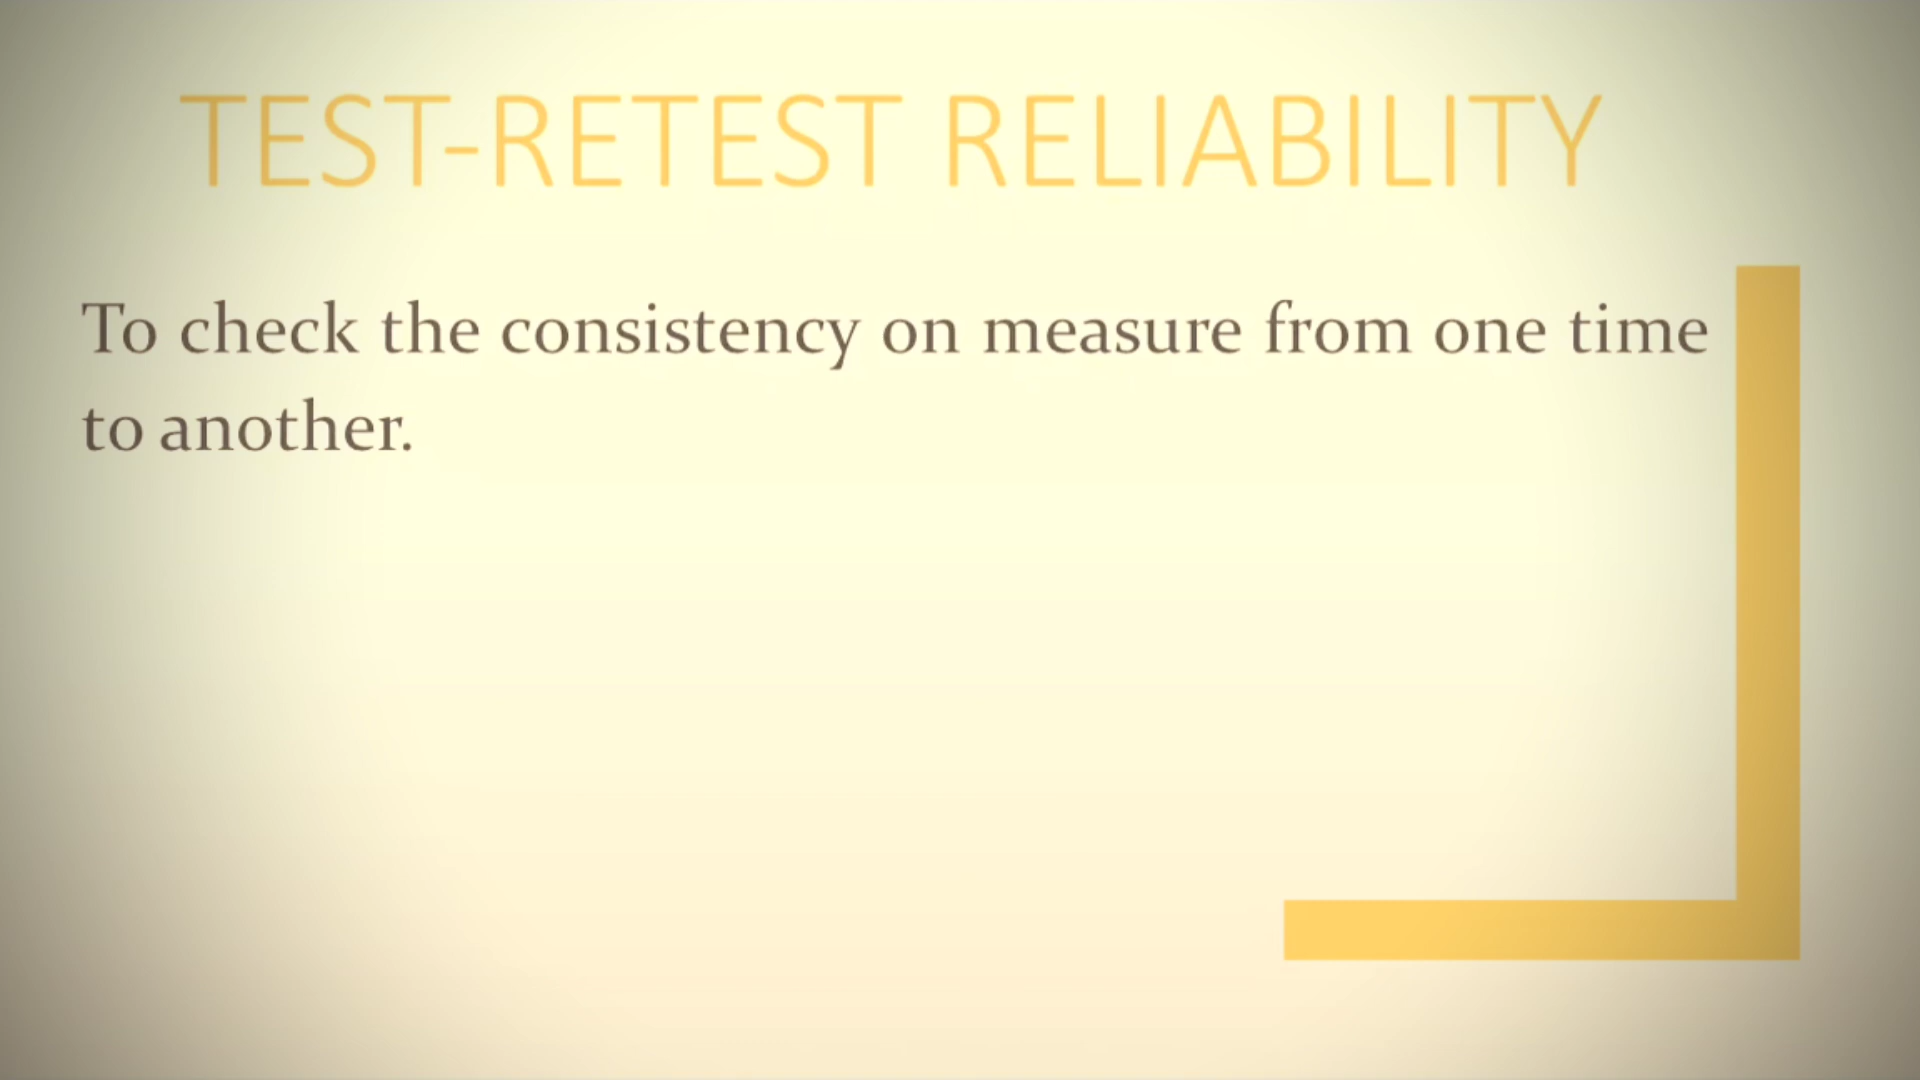 TEST-RETEST RELIABILITY
To check the consistency on measure from one time
to another.